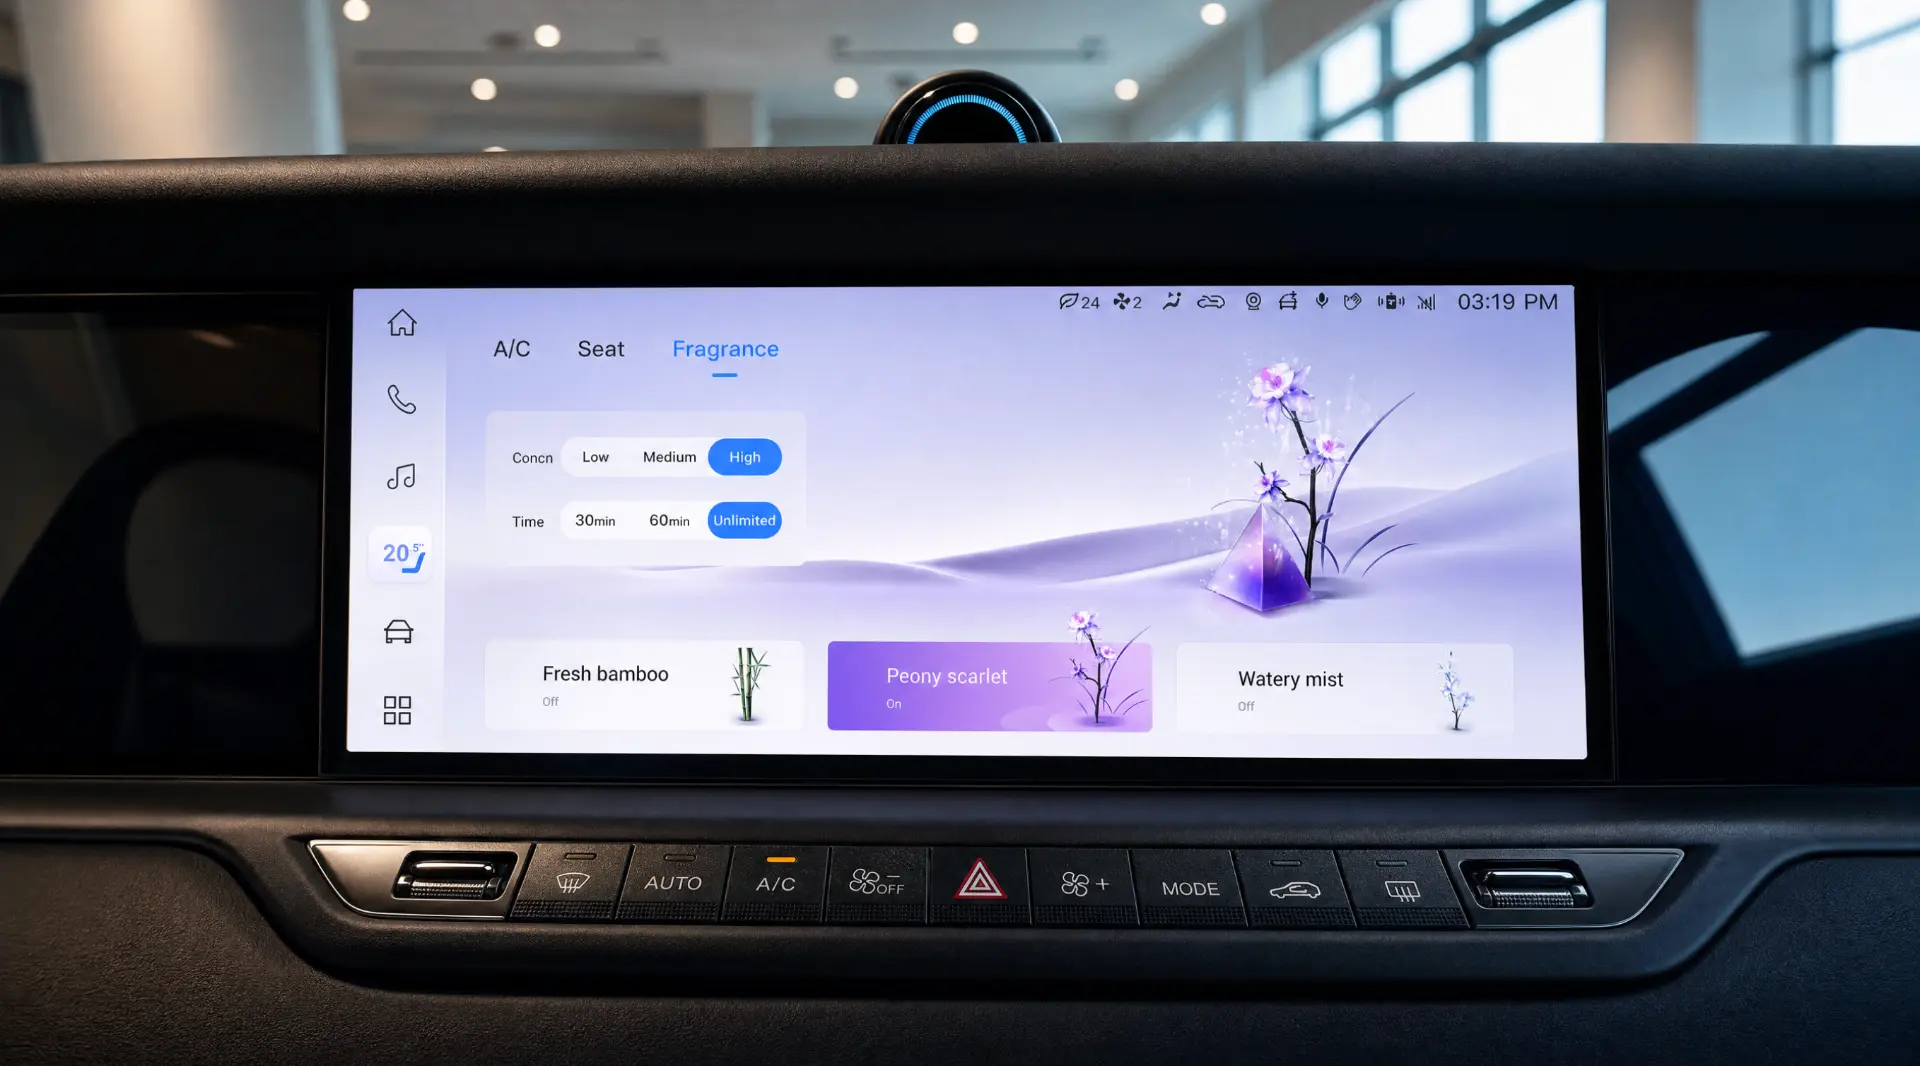 24 2 03:19 PM
A/C Seat Fragrance
Concn Low Medium High
Time 30min 60min Unlimited
20.5°
Fresh bamboo
Off
Peony scarlet
On
Watery mist
Off
AUTO A/C OFF MODE